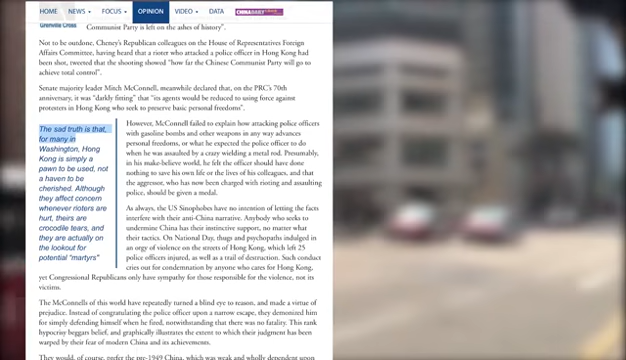 HOME NEWS FOCUS OPINION VIDEO DATA CHINADAILY
Grenville Cross
Communist Party is left on the ashes of history".
Not to be outdone, Cheney's Republican colleagues on the House of Representatives Foreign
Affairs Committee, having heard that a rioter who attacked a police officer in Hong Kong had
been shot, tweeted that the shooting showed "how far the Chinese Communist Party will go to
achieve total control".
Senate majority leader Mitch McConnell, meanwhile declared that, on the PRC's 70th
anniversary, it was "darkly fitting" that "its agents would be reduced to using force against
protesters in Hong Kong who seek to preserve basic personal freedoms".
The sad truth is that,
for many in
Washington, Hong
Kong is simply a
pawn to be used, not
a haven to be
cherished. Although
they affect concern
whenever rioters are
hurt, theirs are
crocodile tears, and
they are actually on
the lookout for
potential "martyrs"
However, McConnell failed to explain how attacking police officers
with gasoline bombs and other weapons in any way advances
personal freedoms, or what he expected the police officer to do
when he was assaulted by a crazy wielding a metal rod. Presumably,
in his make-believe world, he felt the officer should have done
nothing to save his own life or the lives of his colleagues, and that
the aggressor, who has now been charged with rioting and assaulting
police, should be given a medal.
As always, the US Sinophobes have no intention of letting the facts
interfere with their anti-China narrative. Anybody who seeks to
undermine China has their instinctive support, no matter what
their tactics. On National Day, thugs and psychopaths indulged in
an orgy of violence on the streets of Hong Kong, which left 25
police officers injured, as well as a trail of destruction. Such conduct
cries out for condemnation by anyone who cares for Hong Kong,
yet Congressional Republicans only have sympathy for those responsible for the violence, not its
victims.
The McConnells of this world have repeatedly turned a blind eye to reason, and made a virtue of
prejudice. Instead of congratulating the police officer upon a narrow escape, they demonized him
for simply defending himself when he fired, notwithstanding that there was no fatality. This rank
hypocrisy beggars belief, and graphically illustrates the extent to which their judgment has been
warped by their fear of modern China and its achievements.
They would, of course, prefer the pre-1949 China, which was weak and wholly dependent upon